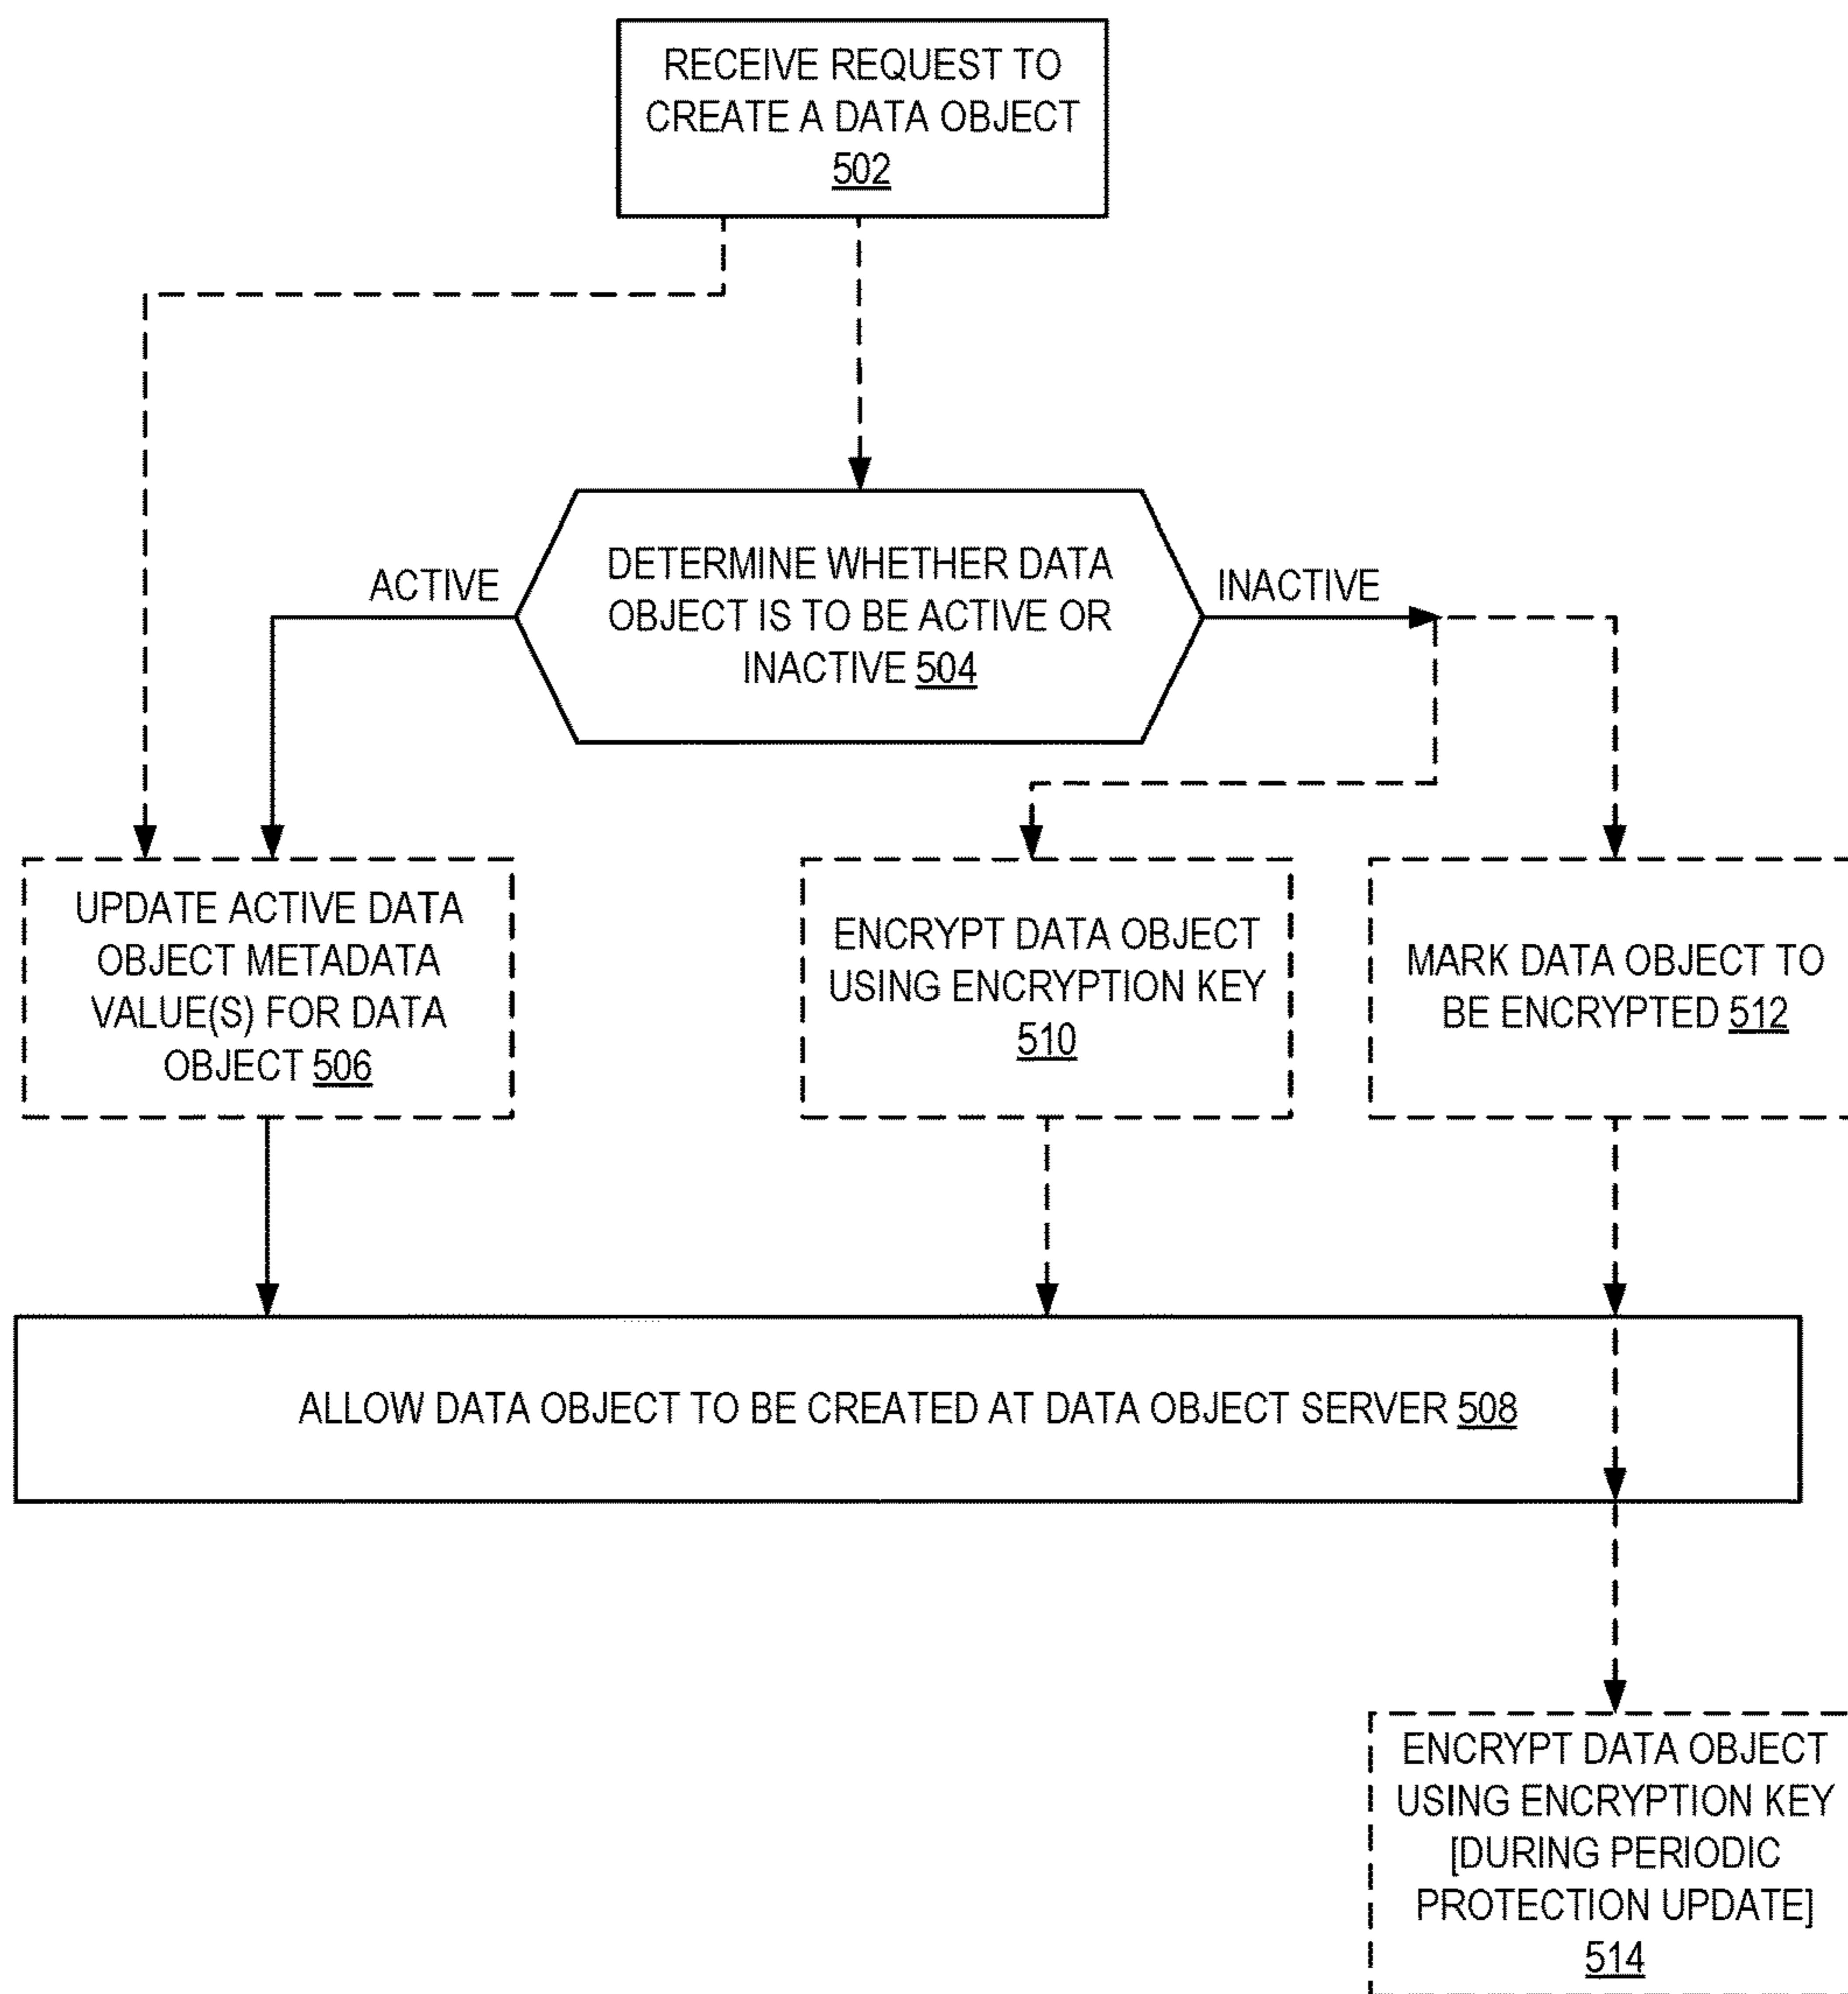 RECEIVE REQUEST TO
CREATE A DATA OBJECT
502
DETERMINE WHETHER DATA
OBJECT IS TO BE ACTIVE OR
INACTIVE 504
ACTIVE
INACTIVE
UPDATE ACTIVE DATA
OBJECT METADATA
VALUE(S) FOR DATA
OBJECT 506
ENCRYPT DATA OBJECT
USING ENCRYPTION KEY
510
MARK DATA OBJECT TO
BE ENCRYPTED 512
ALLOW DATA OBJECT TO BE CREATED AT DATA OBJECT SERVER 508
ENCRYPT DATA OBJECT
USING ENCRYPTION KEY
[DURING PERIODIC
PROTECTION UPDATE]
514